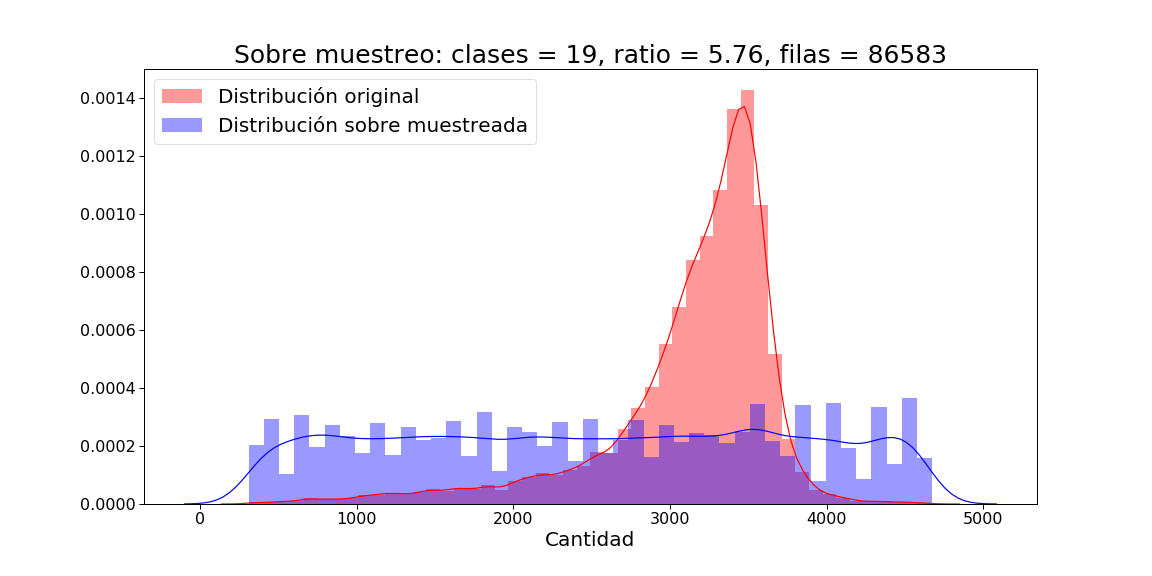 Sobre muestreo: clases = 19, ratio = 5.76, filas = 86583
Distribución original
Distribución sobre muestreada
0.0014
0.0012
0.0010
0.0008
0.0006
0.0004
0.0002
0.0000
0 1000 2000 3000 4000 5000
Cantidad